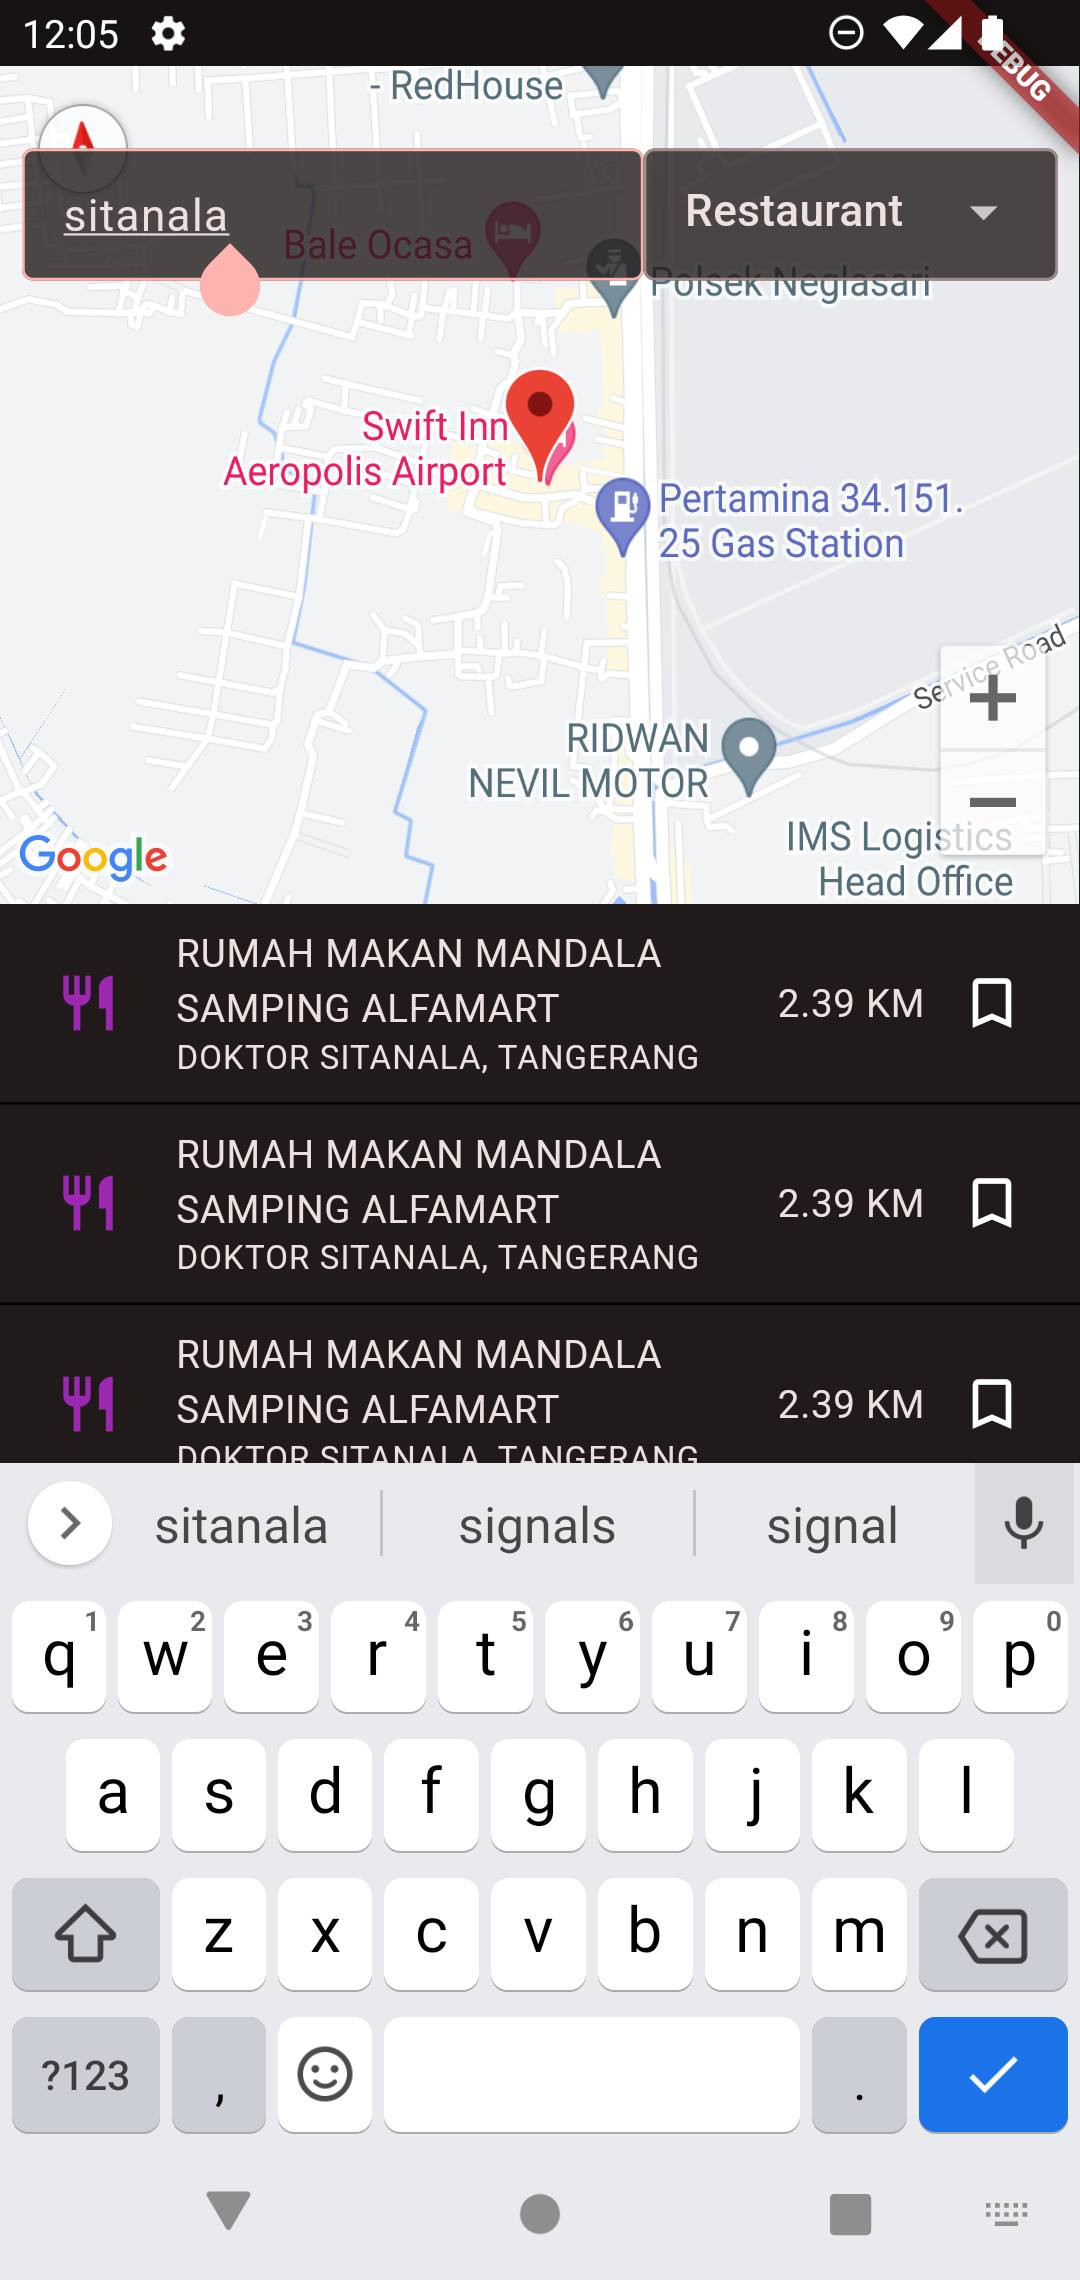 12:05
DEBUG
- RedHouse
sitanala
Restaurant
Bale Ocasa
Polsek Neglasari
Swift Inn
Aeropolis Airport
Pertamina 34.151.
25 Gas Station
Service Road
RIDWAN
NEVIL MOTOR
IMS Logistics
Head Office
Google
RUMAH MAKAN MANDALA
SAMPING ALFAMART
DOKTOR SITANALA, TANGERANG
2.39 KM
RUMAH MAKAN MANDALA
SAMPING ALFAMART
DOKTOR SITANALA, TANGERANG
2.39 KM
RUMAH MAKAN MANDALA
SAMPING ALFAMART
DOKTOR SITANALA, TANGERANG
2.39 KM
sitanala signals signal
q 1 w 2 e 3 r 4 t 5 y 6 u 7 i 8 o 9 p 0
a s d f g h j k l
z x c v b n m
?123 , .